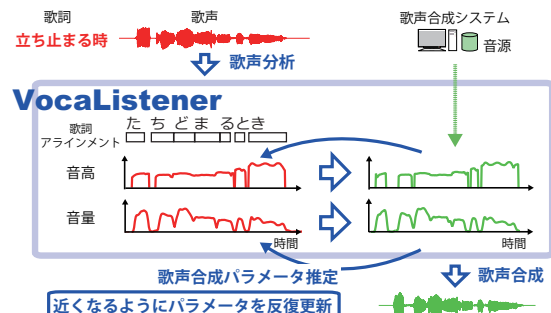 歌詞
歌声
歌声合成システム
立ち止まる時
音源
歌声分析
VocaListener
歌詞
アラインメント
た ち ど ま る と き
音高
音量
時間
時間
歌声合成パラメータ推定
歌声合成
近くなるようにパラメータを反復更新